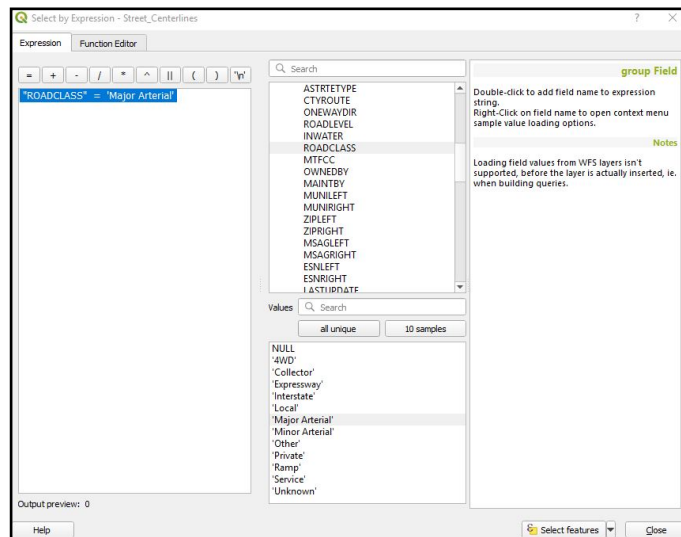 Select by Expression - Street_Centerlines ? ×
Expression Function Editor
= + - / * ^ || ( ) '\n'
"ROADCLASS" = 'Major Arterial'
Output preview: 0
Help
Search
ASTRTETYPE
CTYROUTE
ONEWAYDIR
ROADLEVEL
INWATER
ROADCLASS
MTFCC
OWNEDBY
MAINTBY
MUNILEFT
MUNIRIGHT
ZIPLEFT
ZIPRIGHT
MSAGLEFT
MSAGRIGHT
ESNLEFT
ESNRIGHT
LASTUPDATE
Values Search
all unique 10 samples
NULL
'4WD'
'Collector'
'Expressway'
'Interstate'
'Local'
'Major Arterial'
'Minor Arterial'
'Other'
'Private'
'Ramp'
'Service'
'Unknown'
group Field
Double-click to add field name to expression
string.
Right-Click on field name to open context menu
sample value loading options.
Notes
Loading field values from WFS layers isn't
supported, before the layer is actually inserted, ie.
when building queries.
Select features Close